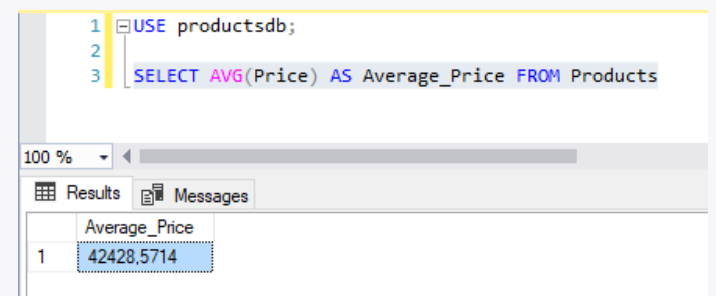 1 USE productsdb;
2
3 SELECT AVG(Price) AS Average_Price FROM Products
100 %
Results Messages
Average_Price
1 42428,5714